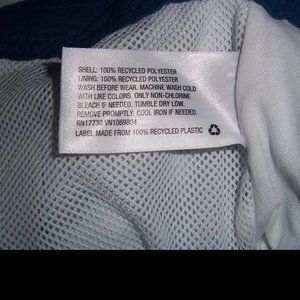 SHELL: 100% RECYCLED POLYESTER
LINING: 100% RECYCLED POLYESTER
WASH BEFORE WEAR. MACHINE WASH COLD
WITH LIKE COLORS. ONLY NON-CHLORINE
BLEACH IF NEEDED. TUMBLE DRY LOW.
REMOVE PROMPTLY. COOL IRON IF NEEDED.
RN17730 VN1069804
LABEL MADE FROM 100% RECYCLED PLASTIC